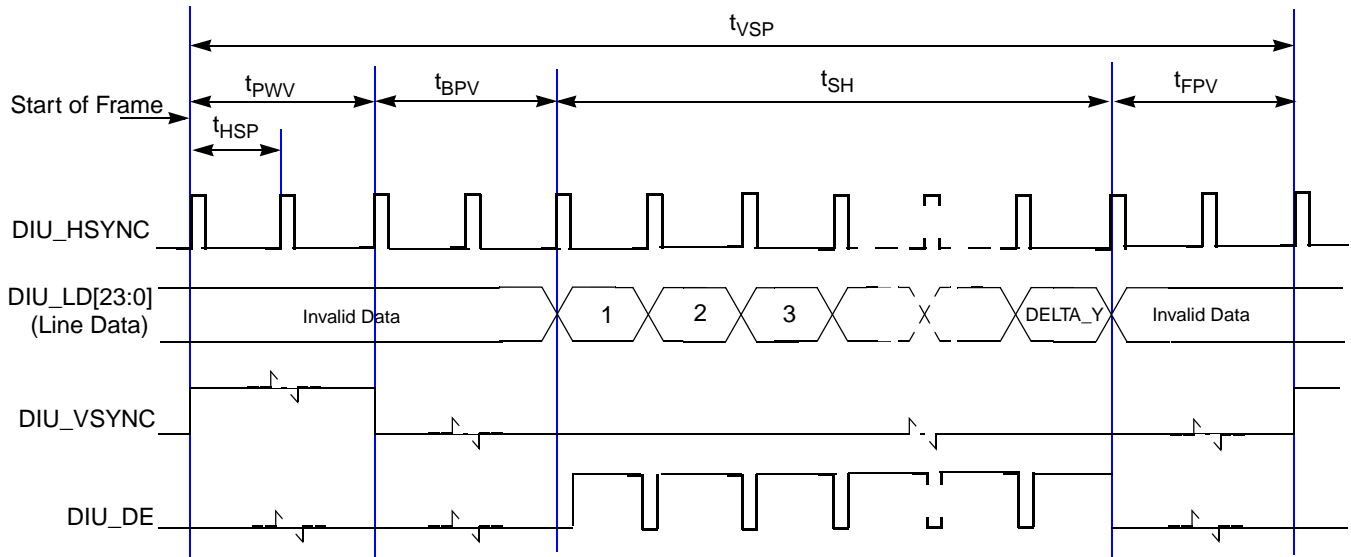 tVSP
tPWV tBPV tSH tFPV
Start of Frame
tHSP
DIU_HSYNC
DIU_LD[23:0]
(Line Data)
Invalid Data 1 2 3 DELTA_Y Invalid Data
DIU_VSYNC
DIU_DE